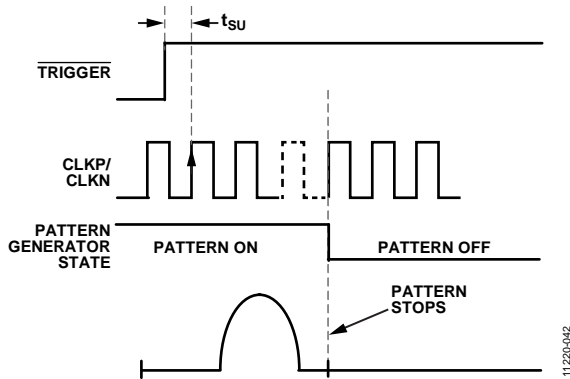 tSU
TRIGGER
CLKP/
CLKN
PATTERN
GENERATOR
STATE
PATTERN ON
PATTERN OFF
PATTERN
STOPS
11220-042